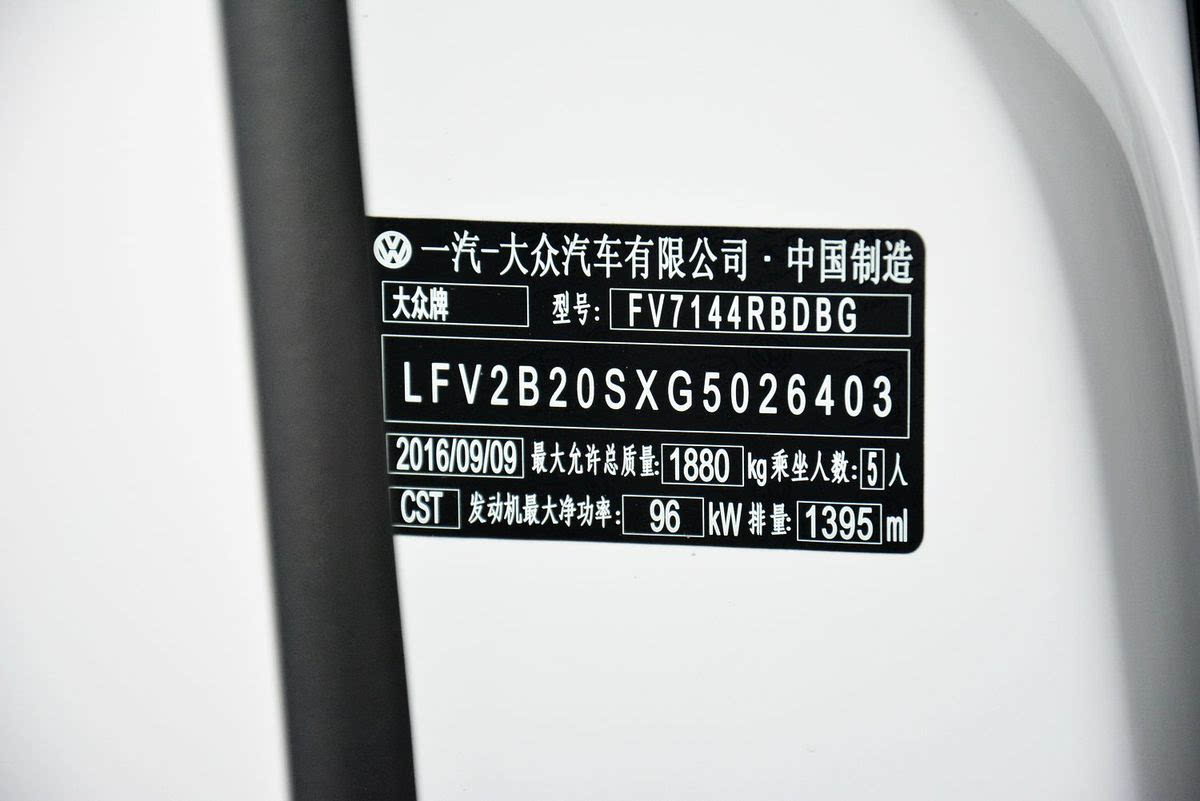 一汽-大众汽车有限公司·中国制造
大众牌 型号: FV7144RBDBG
LFV2B20SXG5026403
2016/09/09 最大允许总质量: 1880 kg 乘坐人数: 5 人
CST 发动机最大净功率: 96 kW 排量: 1395 ml